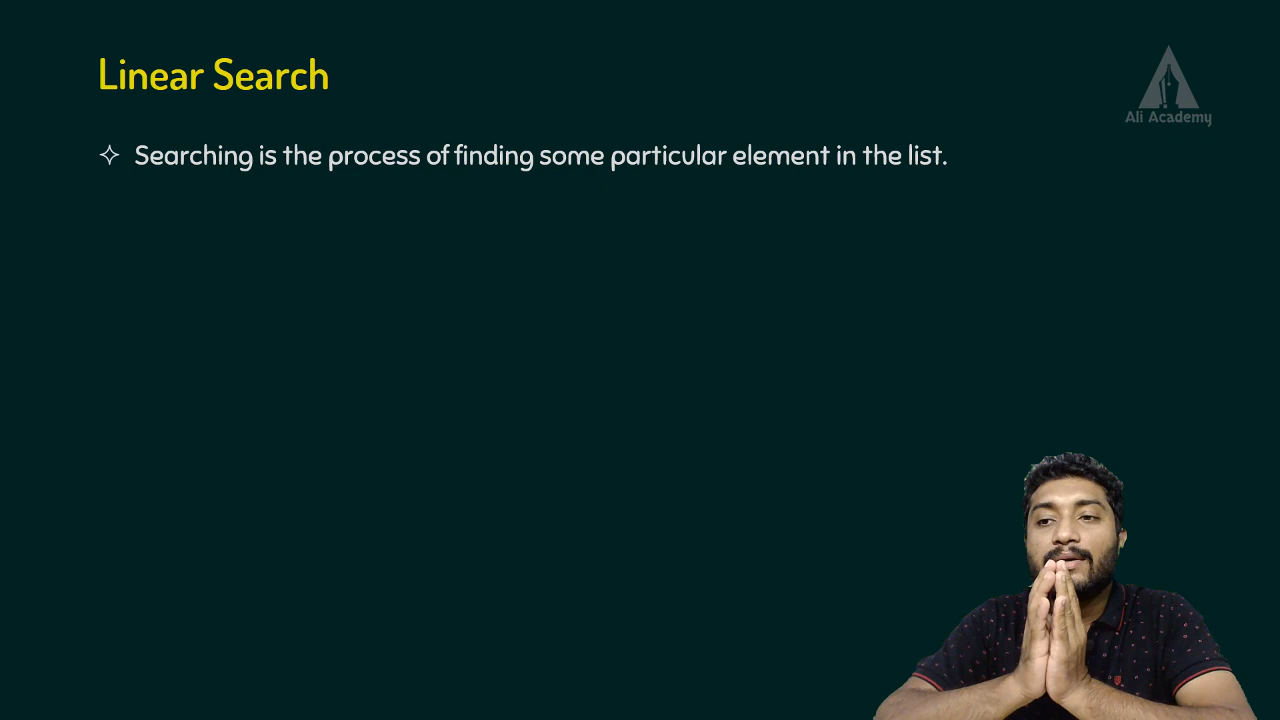 Linear Search
Ali Academy
✧ Searching is the process of finding some particular element in the list.